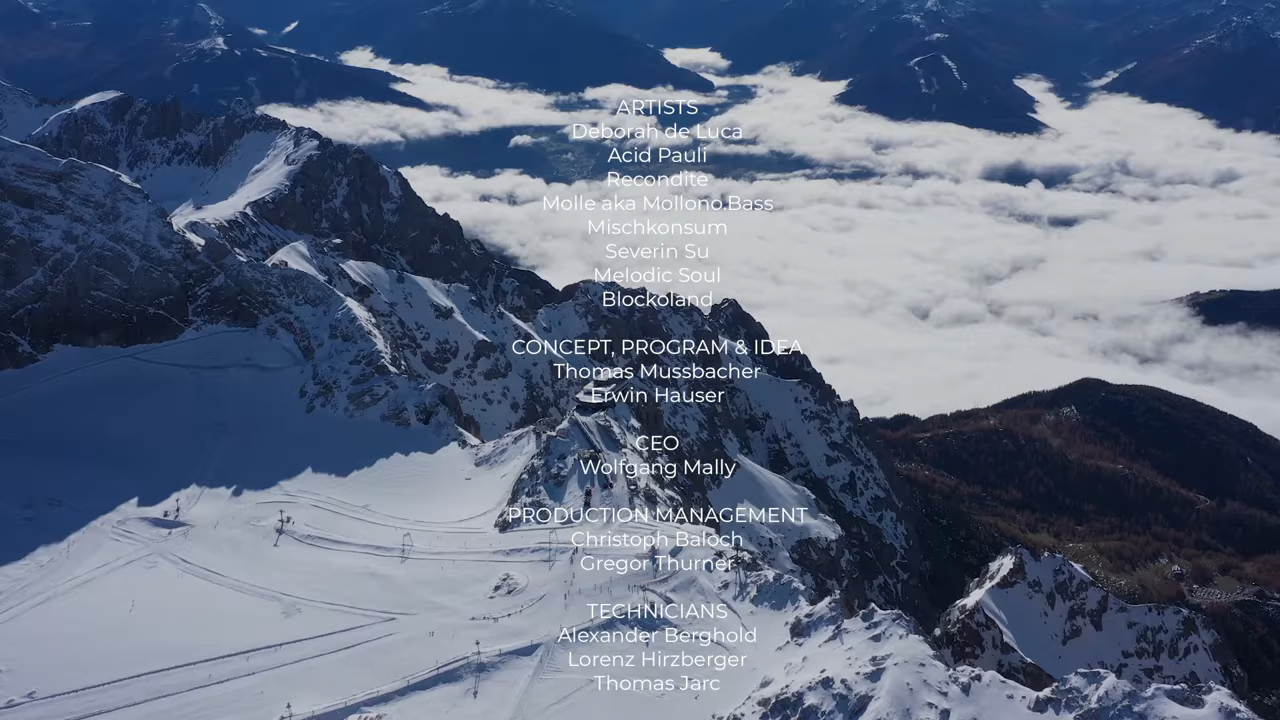 ARTISTS
Deborah de Luca
Acid Pauli
Recondite
Molle aka Mollono.Bass
Mischkonsum
Severin Su
Melodic Soul
Blockoland
CONCEPT, PROGRAM & IDEA
Thomas Mussbacher
Erwin Hauser
CEO
Wolfgang Mally
PRODUCTION MANAGEMENT
Christoph Baloch
Gregor Thurner
TECHNICIANS
Alexander Berghold
Lorenz Hirzberger
Thomas Jarc